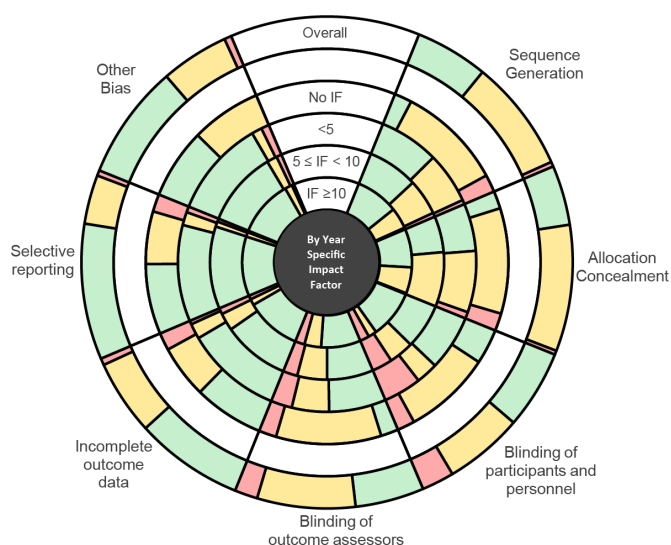 Overall
Sequence
Generation
Other
Bias
No IF
<5
5 ≤ IF < 10
IF ≥10
By Year
Specific
Impact
Factor
Selective
reporting
Allocation
Concealment
Incomplete
outcome
data
Blinding of
participants and
personnel
Blinding of
outcome assessors